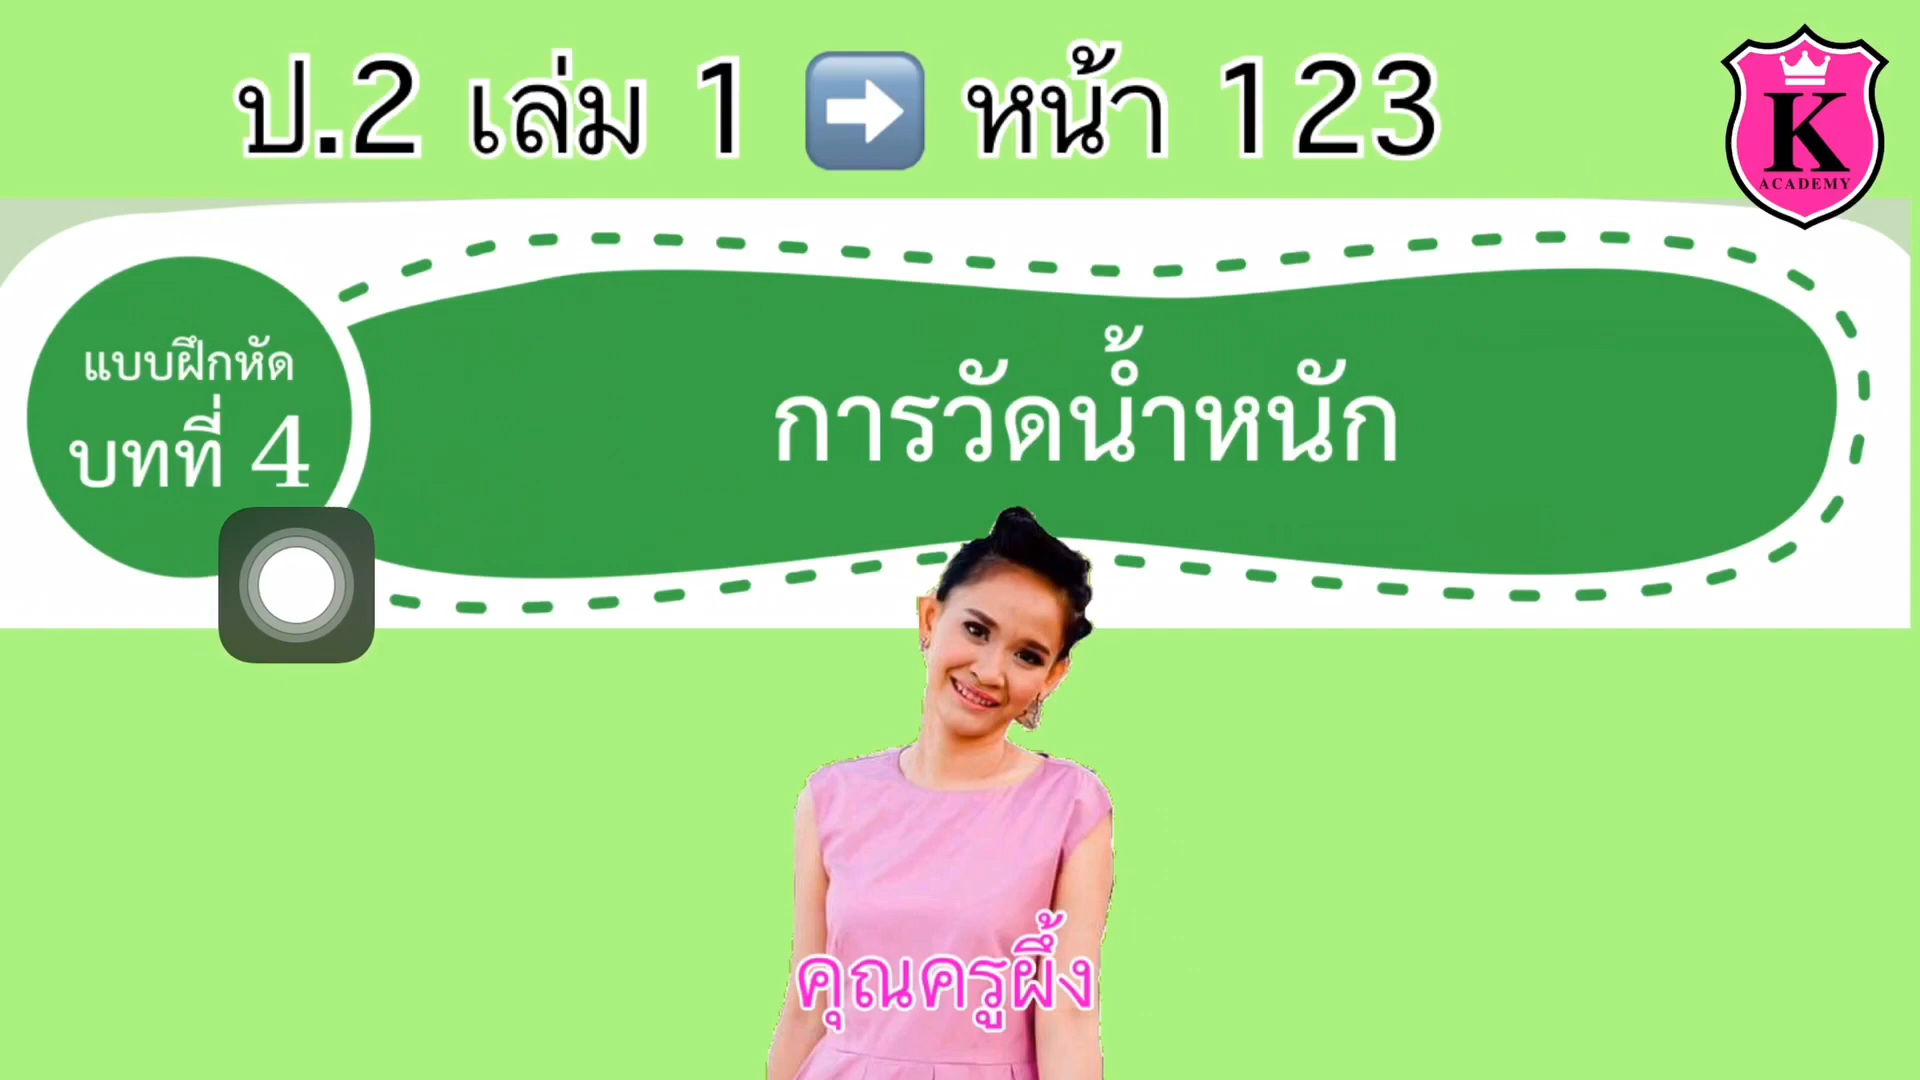 ป.2 เล่ม 1 ➡ หน้า 123
K
ACADEMY
แบบฝึกหัด
บทที่ 4
การวัดน้ำหนัก
คุณครูผึ้ง